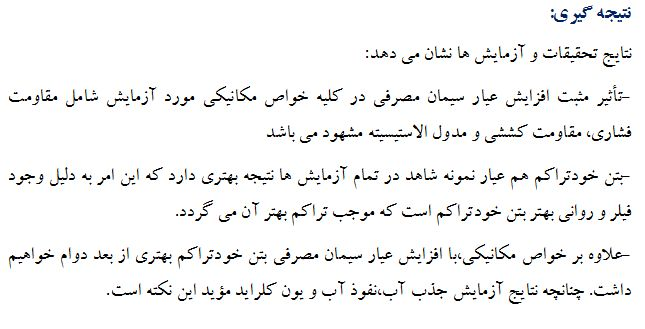 نتیجه گیری:
نتایج تحقیقات و آزمایش ها نشان می دهد:
-تأثیر مثبت افزایش عیار سیمان مصرفی در کلیه خواص مکانیکی مورد آزمایش شامل مقاومت
فشاری، مقاومت کششی و مدول الاستیسیته مشهود می باشد
-بتن خودتراکم هم عیار نمونه شاهد در تمام آزمایش ها نتیجه بهتری دارد که این امر به دلیل وجود
فیلر و روانی بهتر بتن خودتراکم است که موجب تراکم بهتر آن می گردد.
-علاوه بر خواص مکانیکی،با افزایش عیار سیمان مصرفی بتن خودتراکم بهتری از بعد دوام خواهیم
داشت. چنانچه نتایج آزمایش جذب آب،نفوذ آب و یون کلراید مؤید این نکته است.